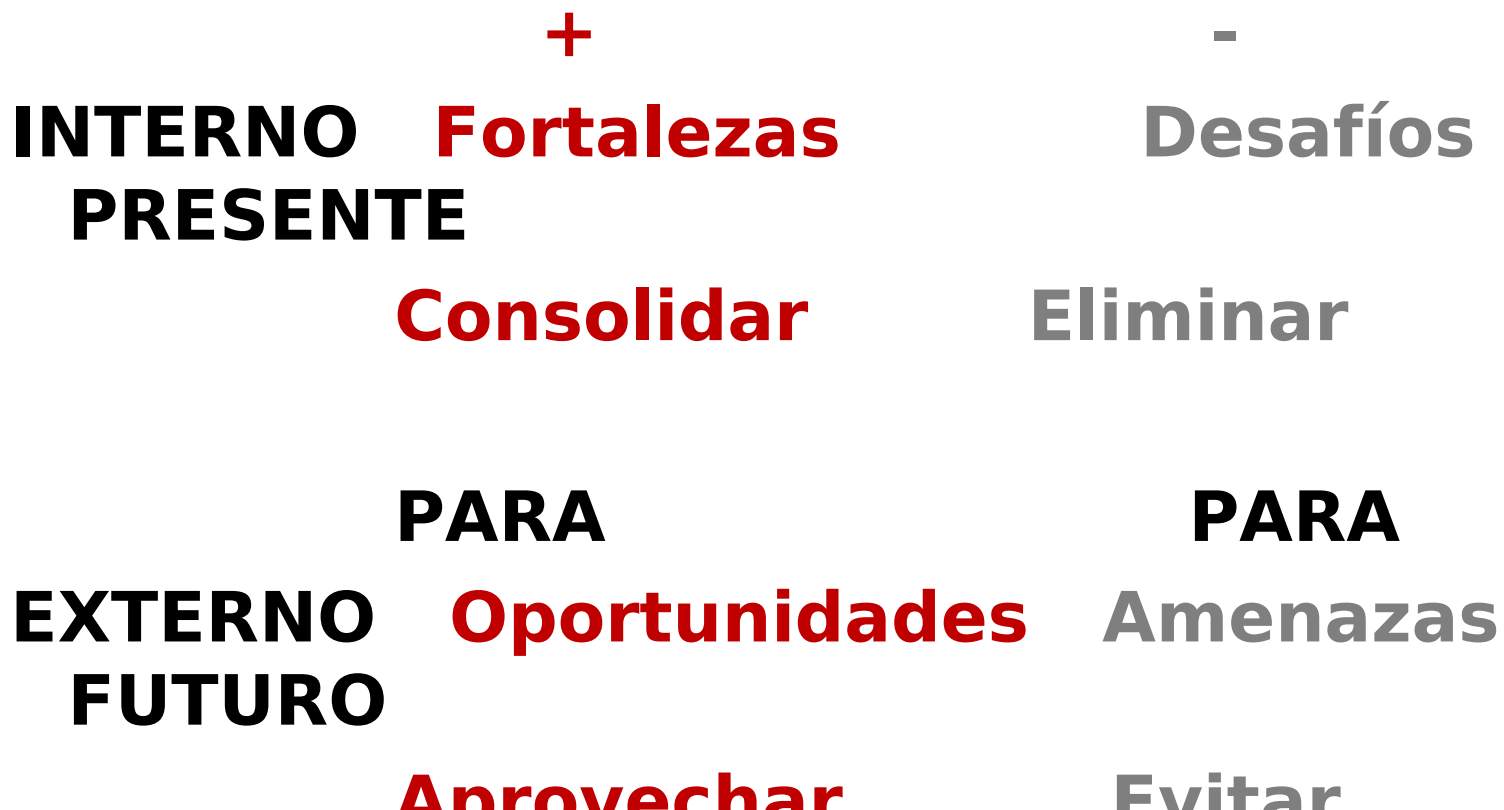 + -
INTERNO Fortalezas Desafíos
PRESENTE
Consolidar Eliminar
PARA PARA
EXTERNO Oportunidades Amenazas
FUTURO
Aprovechar Evitar